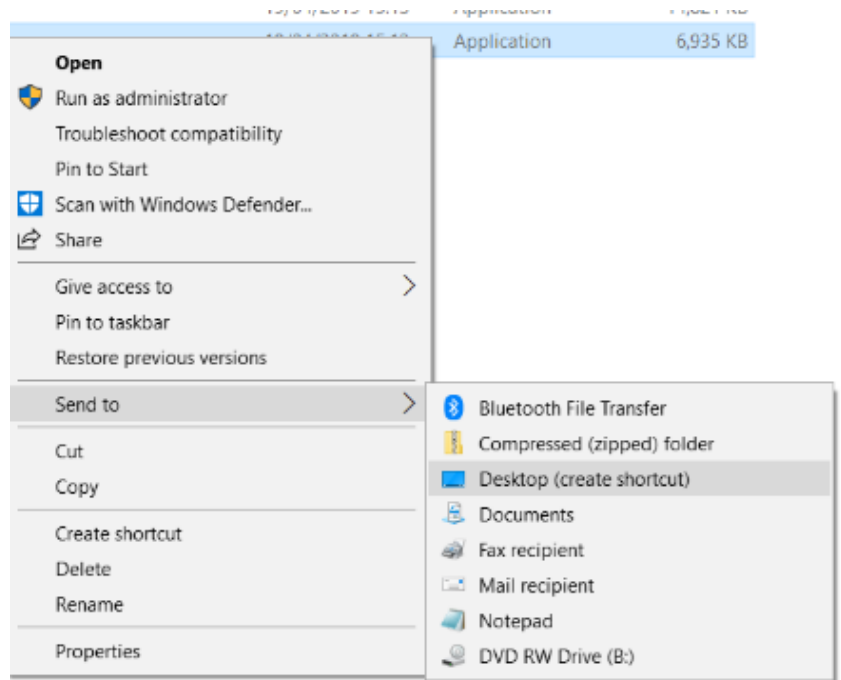 Application 6,935 KB
Open
Run as administrator
Troubleshoot compatibility
Pin to Start
Scan with Windows Defender...
Share
Give access to
Pin to taskbar
Restore previous versions
Send to
Cut
Copy
Create shortcut
Delete
Rename
Properties
Bluetooth File Transfer
Compressed (zipped) folder
Desktop (create shortcut)
Documents
Fax recipient
Mail recipient
Notepad
DVD RW Drive (B:)